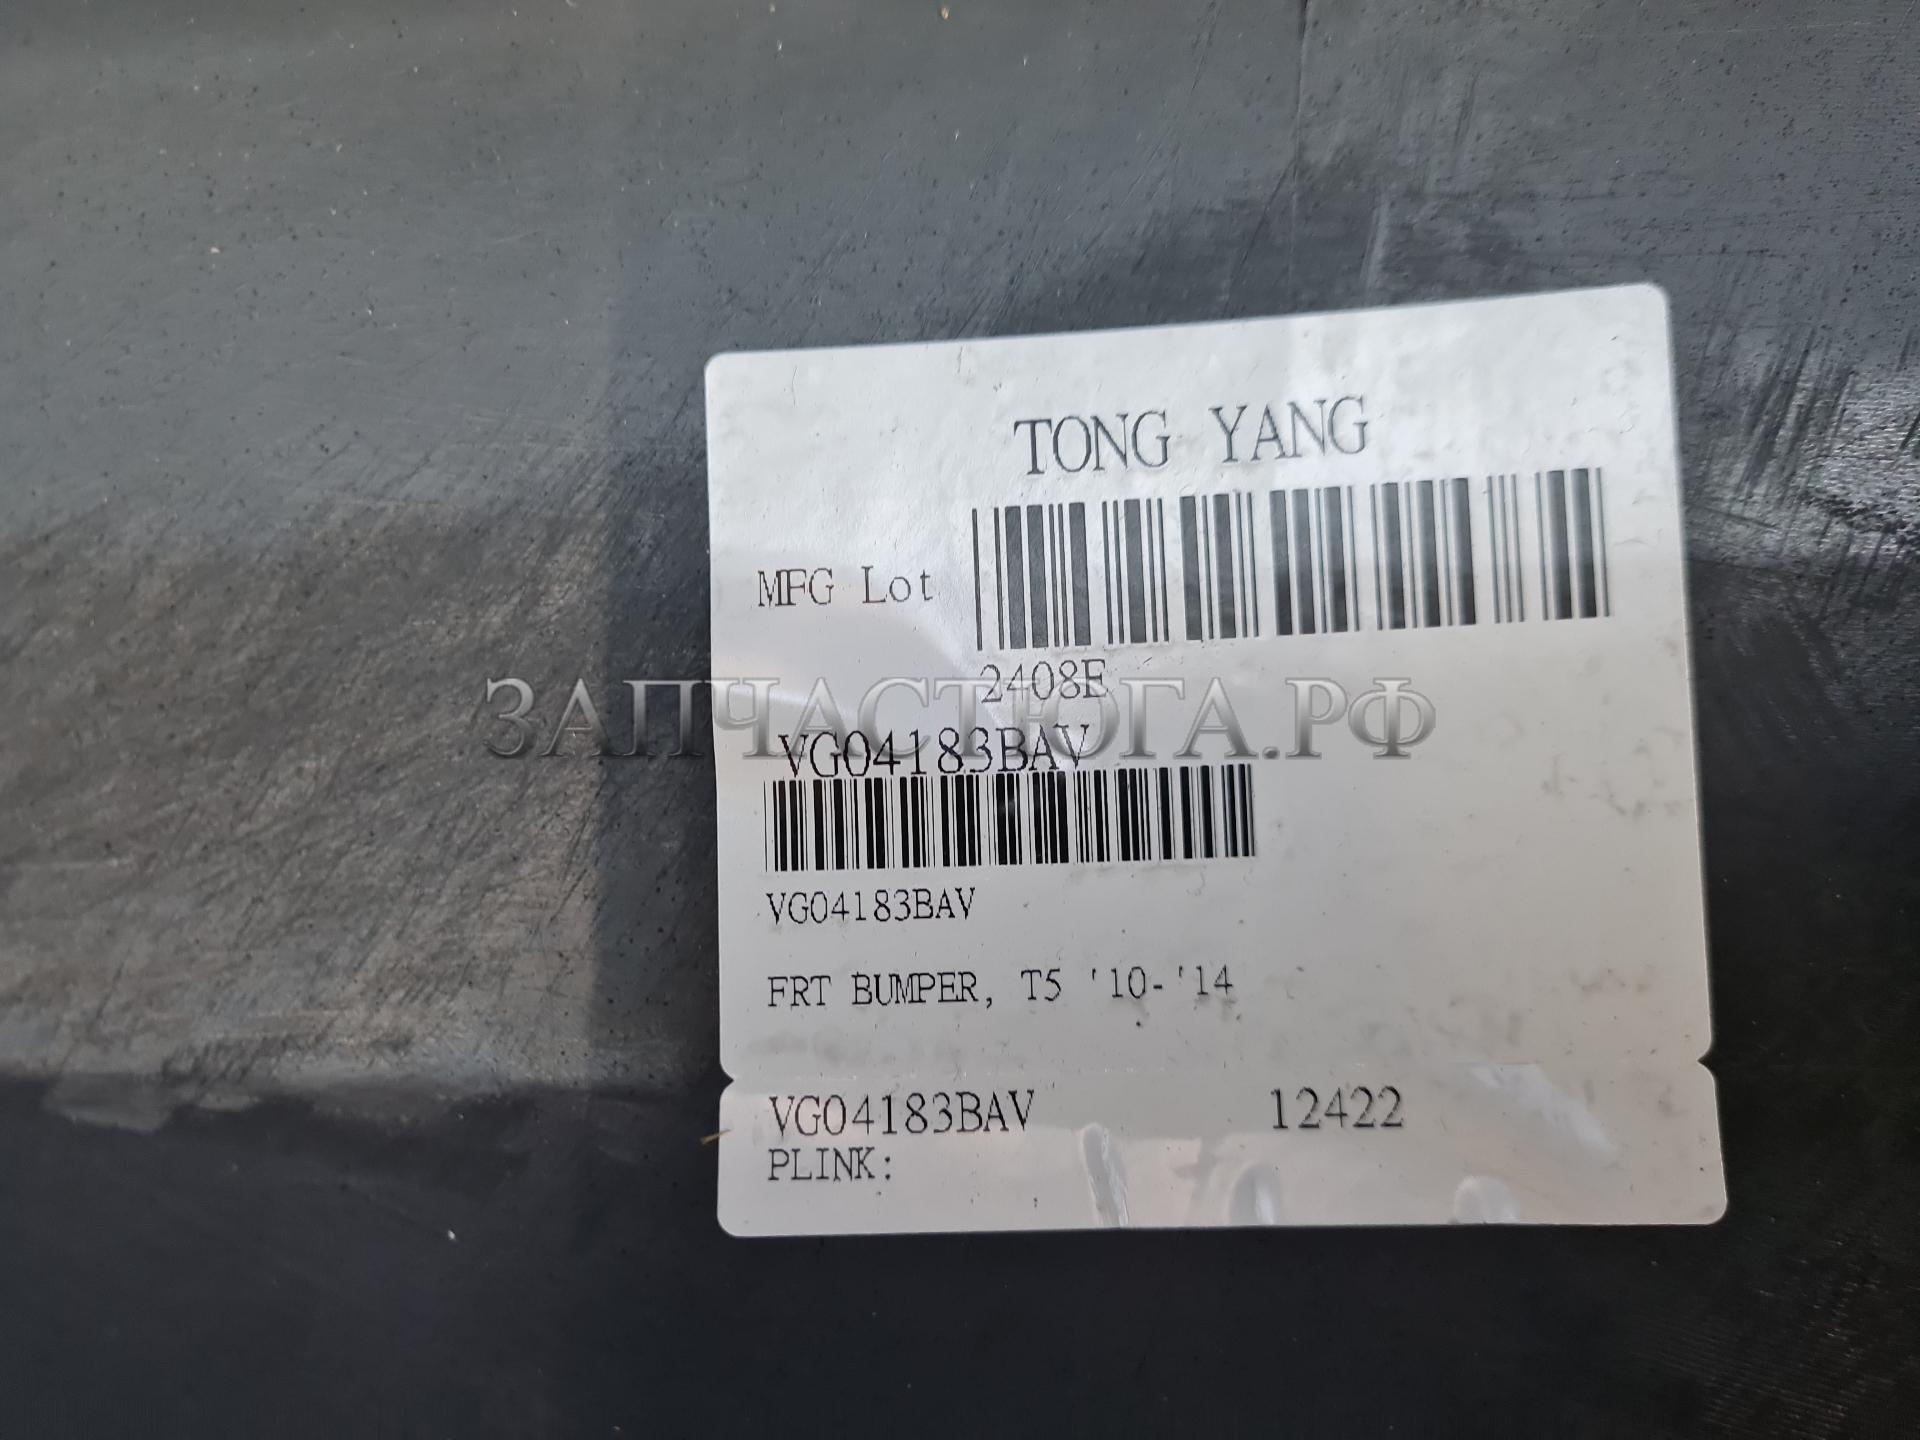 TONG YANG
MFG Lot
2408E
ЗАПЧАСТЮГА.РФ
VG04183BAV
VG04183BAV
FRT BUMPER, T5 '10-'14
VG04183BAV 12422
PLINK: